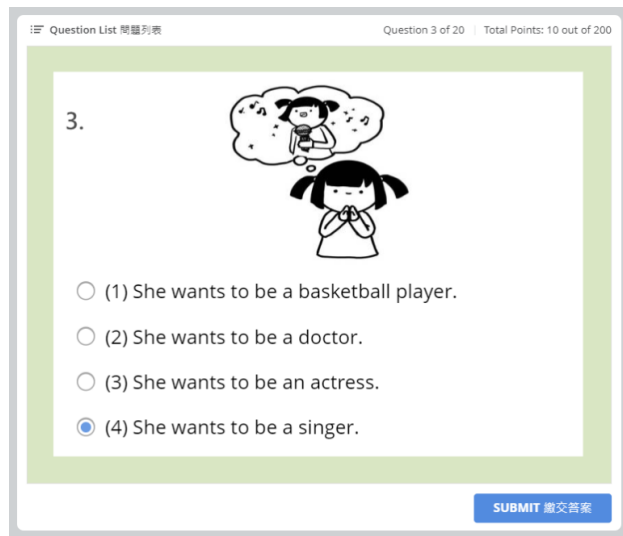 Question List 問題列表
Question 3 of 20
Total Points: 10 out of 200
3.
(1) She wants to be a basketball player.
(2) She wants to be a doctor.
(3) She wants to be an actress.
(4) She wants to be a singer.
SUBMIT 繳交答案